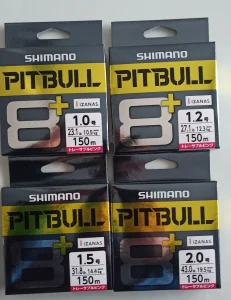 SHIMANO
PITBULL
8+
IZANAS
1.0号
23.1lb 10.5kg
150m
トレーサブルピンク
SHIMANO
PITBULL
8+
IZANAS
1.2号
27.1lb 12.3kg
150m
トレーサブルピンク
SHIMANO
PITBULL
8+
IZANAS
1.5号
31.8lb 14.4kg
150m
トレーサブルピンク
SHIMANO
PITBULL
8+
IZANAS
2.0号
43.0lb 19.5kg
150m
トレーサブルピンク